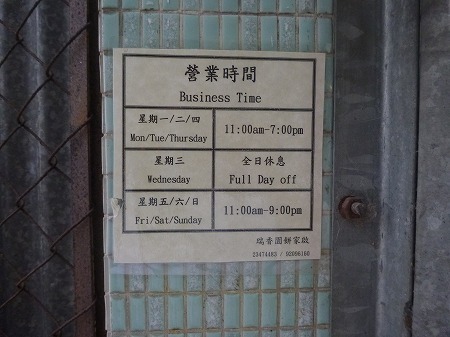 營業時間
Business Time
星期一/二/四
Mon/Tue/Thursday
11:00am-7:00pm
星期三
Wednesday
全日休息
Full Day off
星期五/六/日
Fri/Sat/Sunday
11:00am-9:00pm
瑞香園餅家啟
23474483 / 92096166